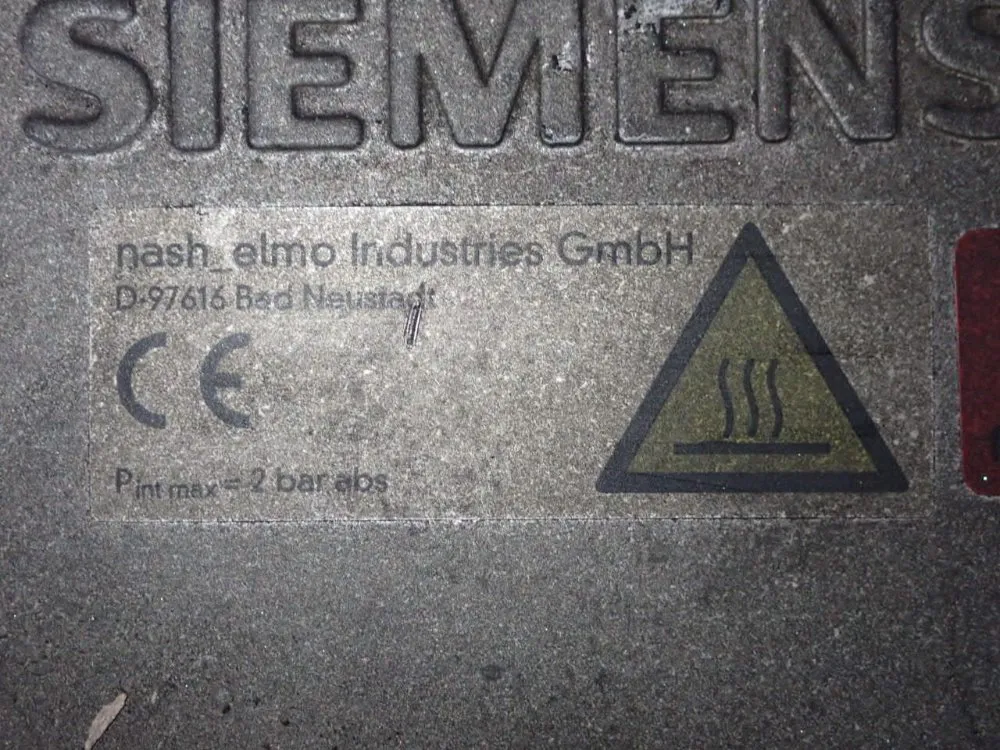 SIEMENS
nash_elmo Industries GmbH
D-97616 Bad Neustadt
CE
Pint max = 2 bar abs